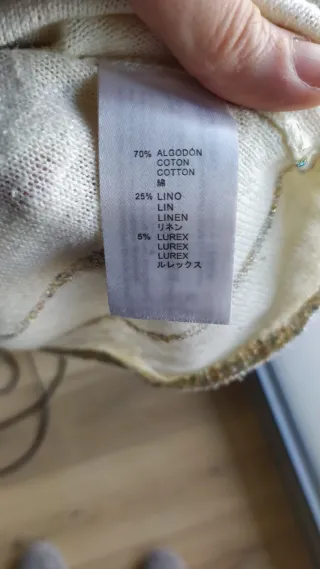 70% ALGODÓN
COTON
COTTON
綿
25% LINO
LIN
LINEN
リネン
5% LUREX
LUREX
LUREX
ルレックス